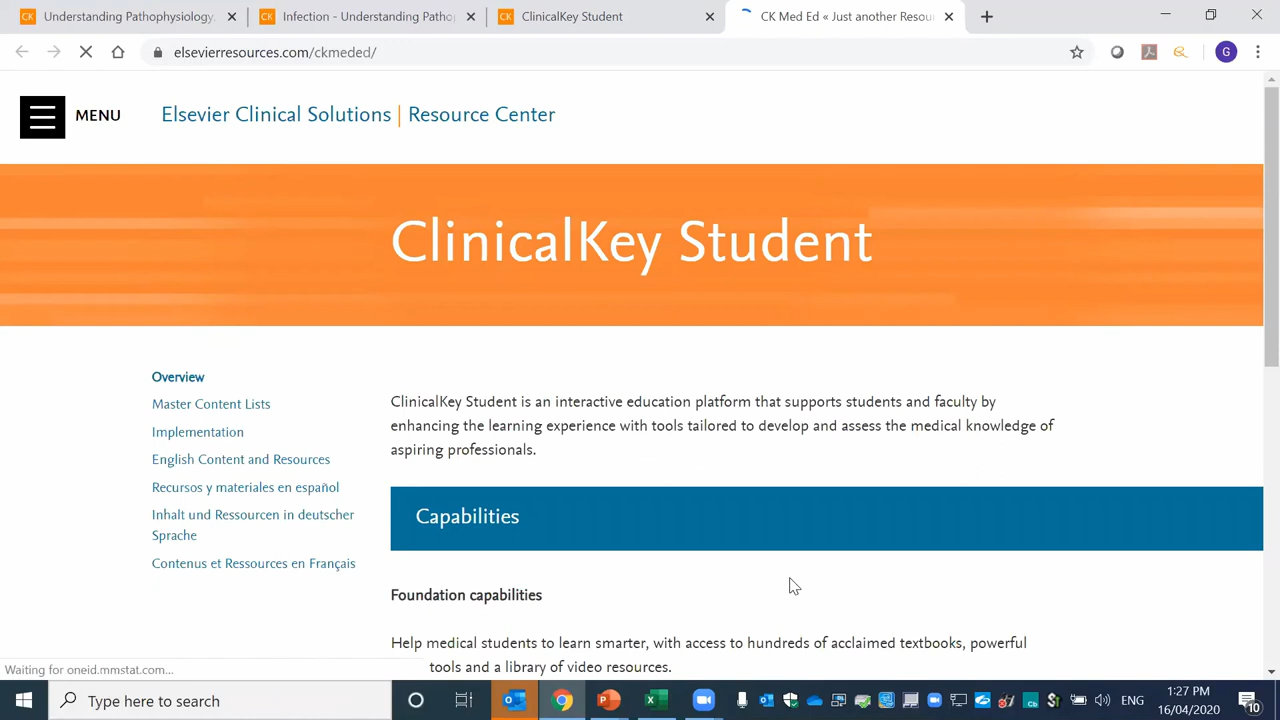 CK Understanding Pathophysiology.
CK Infection - Understanding Patho
CK ClinicalKey Student
CK Med Ed « Just another Resou
elsevierresources.com/ckmeded/
G
MENU
Elsevier Clinical Solutions | Resource Center
ClinicalKey Student
Overview
Master Content Lists
Implementation
English Content and Resources
Recursos y materiales en español
Inhalt und Ressourcen in deutscher
Sprache
Contenus et Ressources en Français
ClinicalKey Student is an interactive education platform that supports students and faculty by
enhancing the learning experience with tools tailored to develop and assess the medical knowledge of
aspiring professionals.
Capabilities
Foundation capabilities
Help medical students to learn smarter, with access to hundreds of acclaimed textbooks, powerful
tools and a library of video resources.
Waiting for oneid.mmstat.com...
Type here to search
ENG
1:27 PM
16/04/2020
10